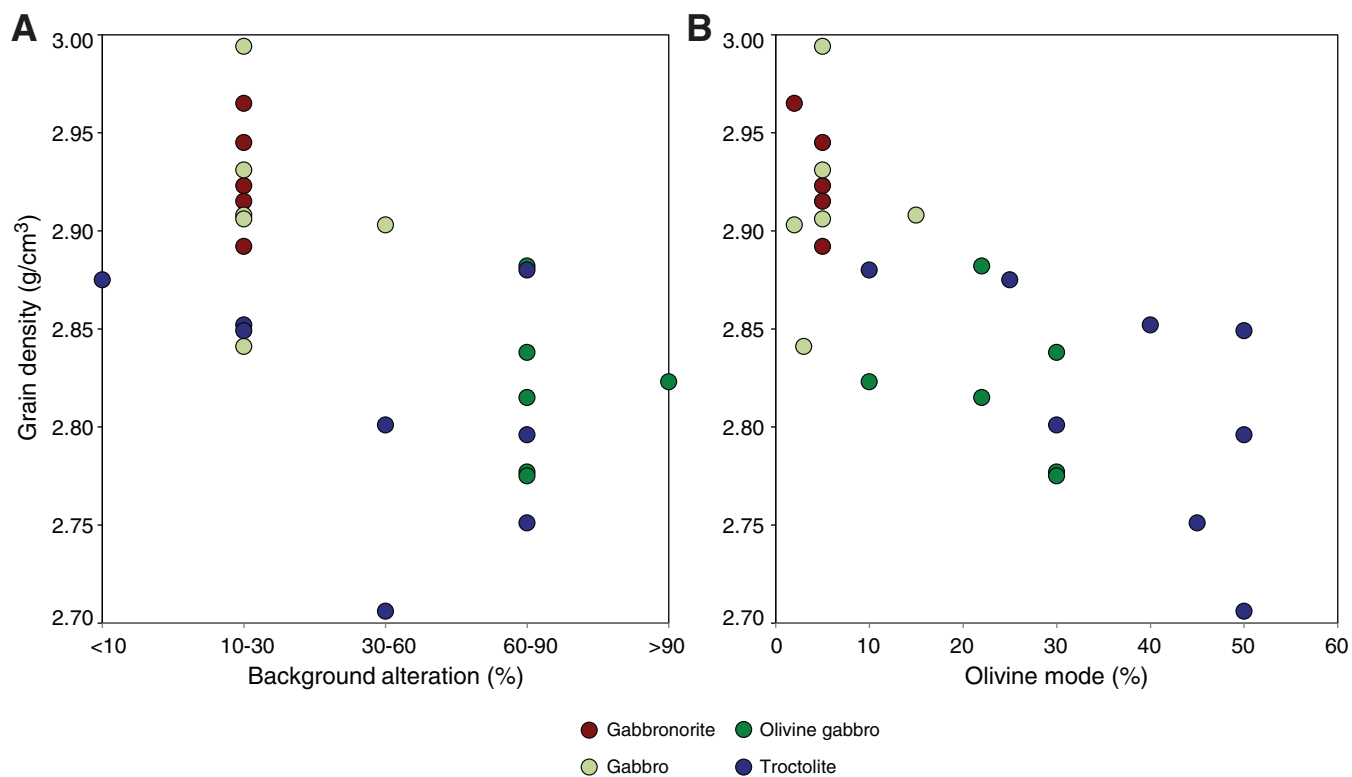 A
B
Grain density (g/cm³)
3.00
2.95
2.90
2.85
2.80
2.75
2.70
<10 10-30 30-60 60-90 >90
Background alteration (%)
3.00
2.95
2.90
2.85
2.80
2.75
2.70
0 10 20 30 40 50 60
Olivine mode (%)
Gabbronorite Olivine gabbro
Gabbro Troctolite